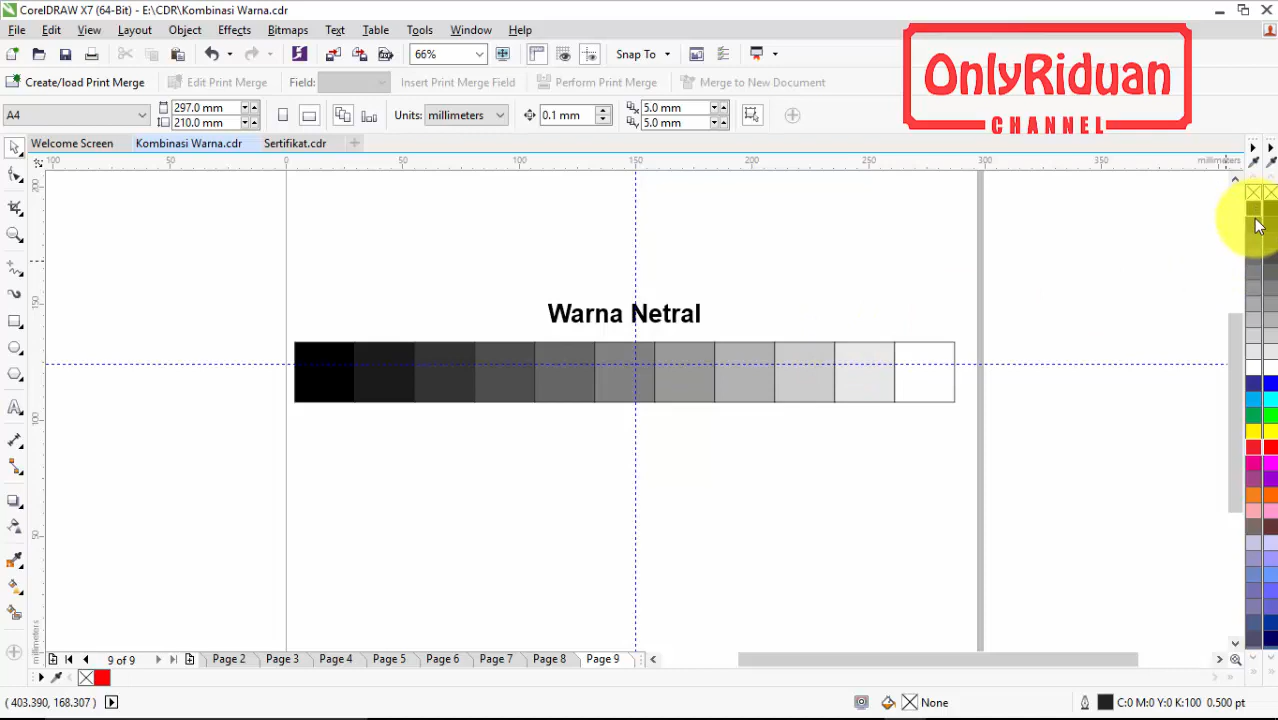 CorelDRAW X7 (64-Bit) - E:\CDR\Kombinasi Warna.cdr
File Edit View Layout Object Effects Bitmaps Text Table Tools Window Help
66% Snap To
Create/load Print Merge Edit Print Merge Field: Insert Print Merge Field Perform Print Merge Merge to New Document
A4 297.0 mm 210.0 mm Units: millimeters 0.1 mm 5.0 mm 5.0 mm
OnlyRiduan
CHANNEL
Welcome Screen Kombinasi Warna.cdr Sertifikat.cdr
100 50 0 50 100 150 200 250 300 350 millimeters
200
150
100
50
millimeters
Warna Netral
9 of 9 Page 2 Page 3 Page 4 Page 5 Page 6 Page 7 Page 9
( 403.390, 168.307 ) None C:0 M:0 Y:0 K:100 0.500 pt